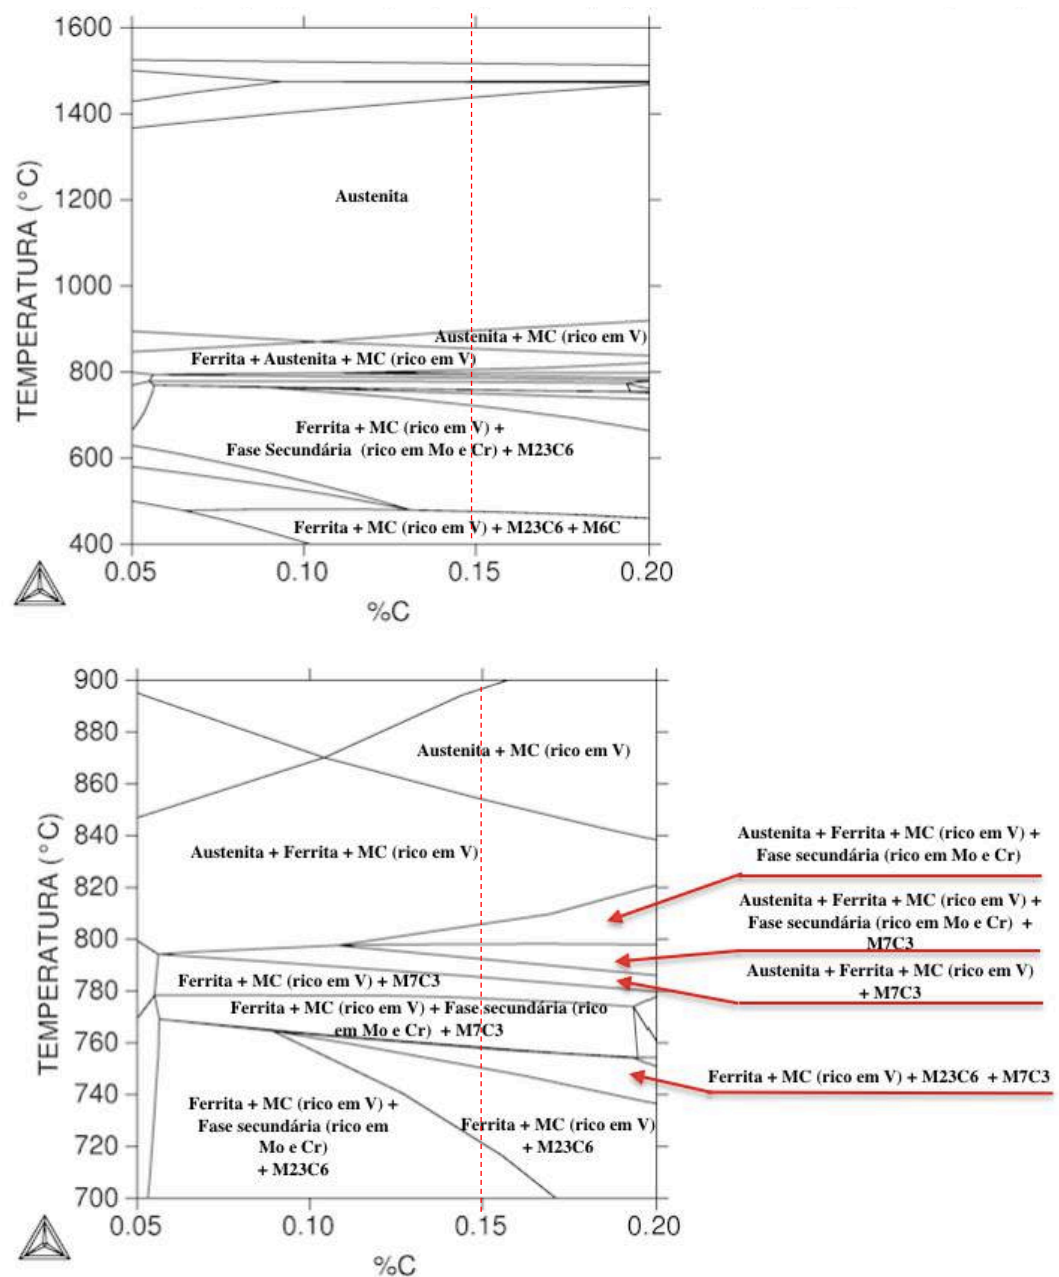 1600
1400
1200
1000
800
600
400
TEMPERATURA (°C)
Austenita
Austenita + MC (rico em V)
Ferrita + Austenita + MC (rico em V)
Ferrita + MC (rico em V) +
Fase Secundária (rico em Mo e Cr) + M23C6
Ferrita + MC (rico em V) + M23C6 + M6C
0.05
0.10
0.15
0.20
%C
900
880
860
840
820
800
780
760
740
720
700
TEMPERATURA (°C)
Austenita + MC (rico em V)
Austenita + Ferrita + MC (rico em V)
Ferrita + MC (rico em V) + M7C3
Ferrita + MC (rico em V) + Fase secundária (rico
em Mo e Cr) + M7C3
Ferrita + MC (rico em V) +
Fase secundária (rico em
Mo e Cr)
+ M23C6
Ferrita + MC (rico em V)
+ M23C6
Austenita + Ferrita + MC (rico em V) +
Fase secundária (rico em Mo e Cr)
Austenita + Ferrita + MC (rico em V) +
Fase secundária (rico em Mo e Cr) +
M7C3
Austenita + Ferrita + MC (rico em V)
+ M7C3
Ferrita + MC (rico em V) + M23C6 + M7C3
0.05
0.10
0.15
0.20
%C